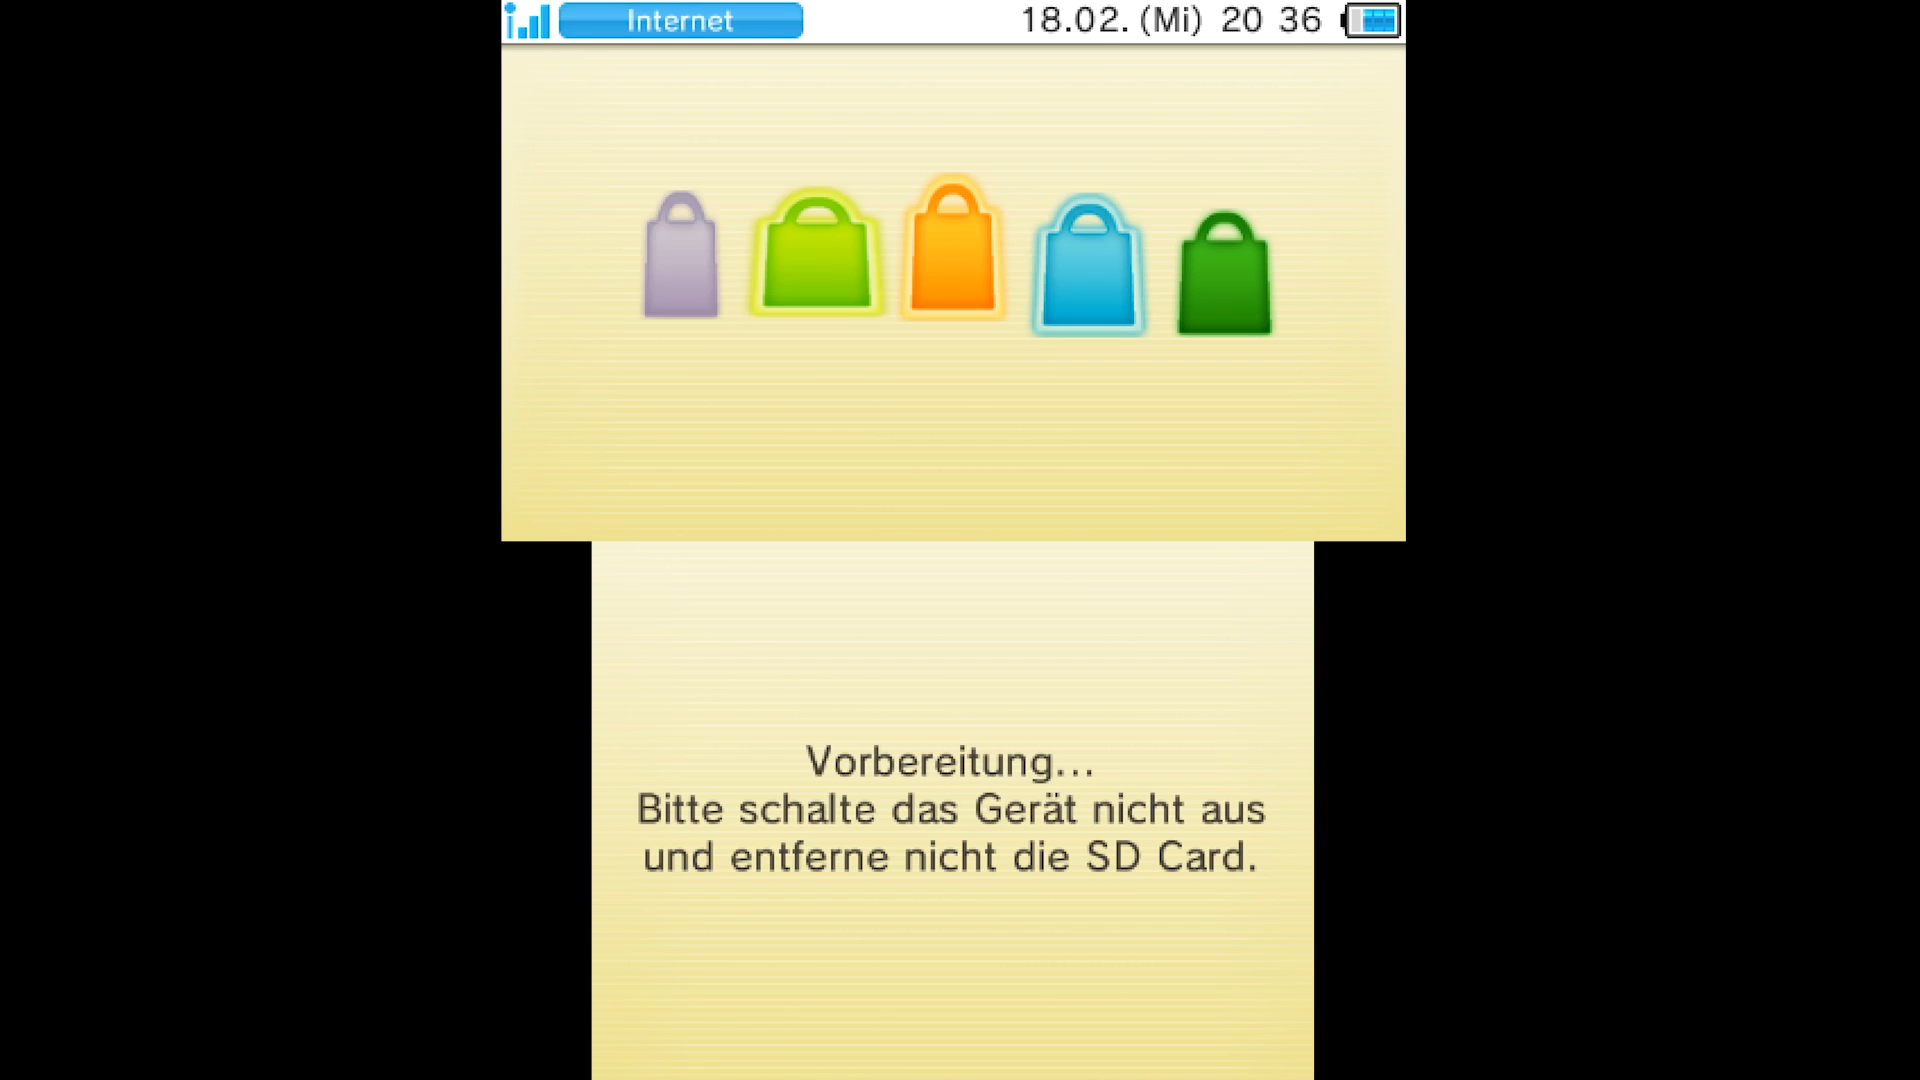 Internet
18.02. (Mi) 20 36
Vorbereitung...
Bitte schalte das Gerät nicht aus
und entferne nicht die SD Card.